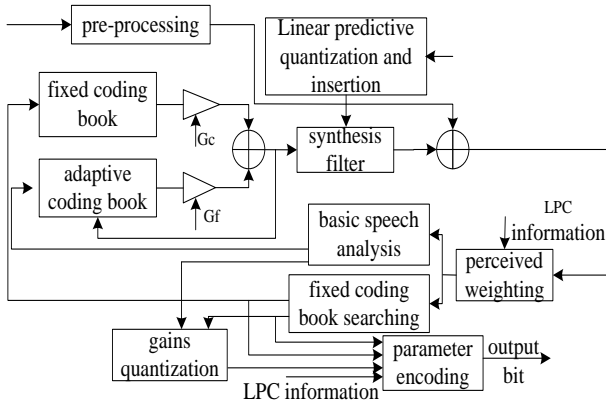 pre-processing
Linear predictive
quantization and
insertion
fixed coding
book
Gc
synthesis
filter
adaptive
coding book
Gf
LPC
information
basic speech
analysis
perceived
weighting
fixed coding
book searching
gains
quantization
parameter
encoding
output
bit
LPC information